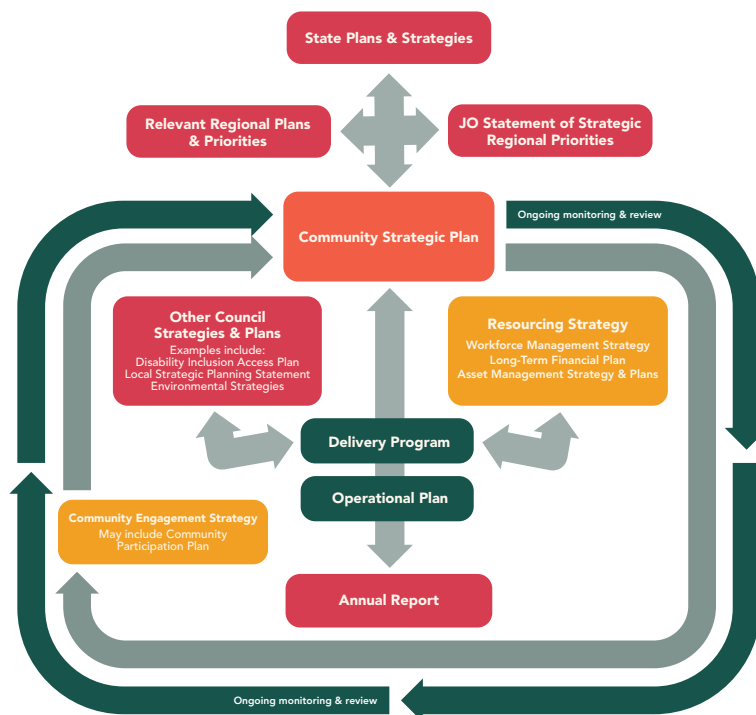 State Plans & Strategies
Relevant Regional Plans
& Priorities
JO Statement of Strategic
Regional Priorities
Community Strategic Plan
Ongoing monitoring & review
Other Council
Strategies & Plans
Examples include:
Disability Inclusion Access Plan
Local Strategic Planning Statement
Environmental Strategies
Resourcing Strategy
Workforce Management Strategy
Long-Term Financial Plan
Asset Management Strategy & Plans
Delivery Program
Operational Plan
Community Engagement Strategy
May include Community
Participation Plan
Annual Report
Ongoing monitoring & review